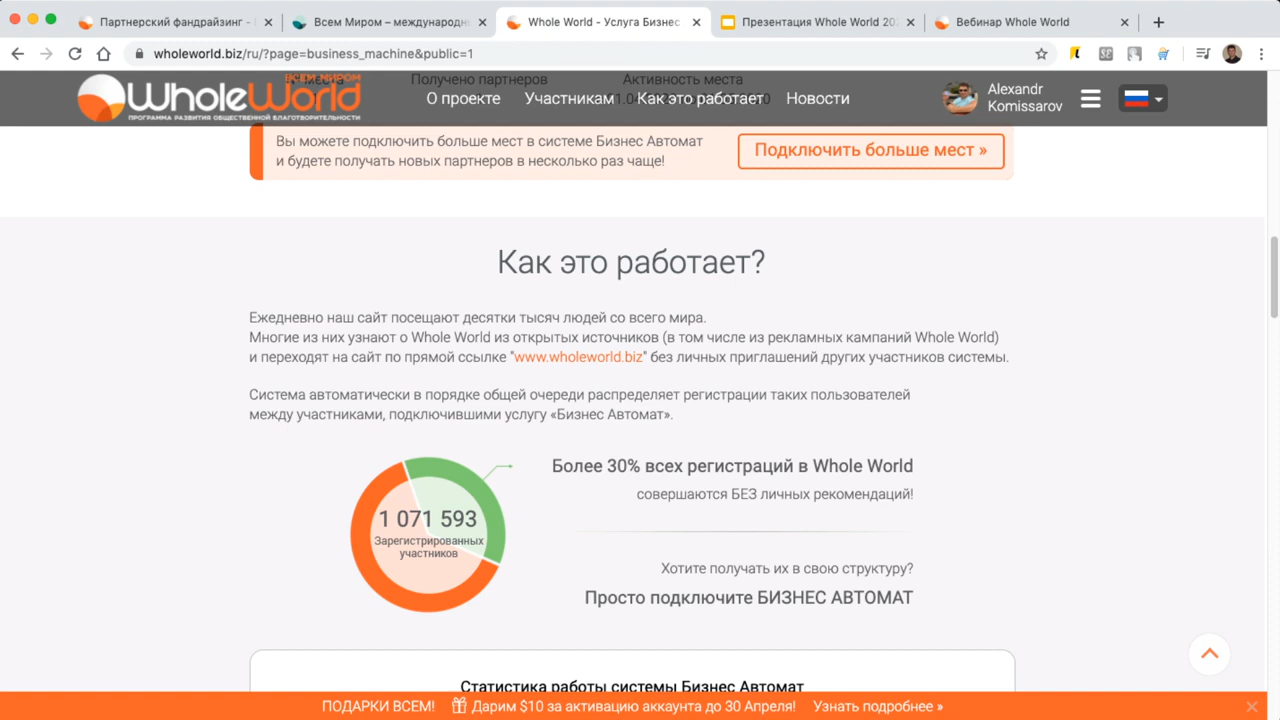 Партнерский фандрайзинг -
Всем Миром – международн
Whole World - Услуга Бизнес
Презентация Whole World 202
Вебинар Whole World
wholeworld.biz/ru/?page=business_machine&public=1
ВСЕМ МИРОМ
WholeWorld
ПРОГРАММА РАЗВИТИЯ ОБЩЕСТВЕННОЙ БЛАГОТВОРИТЕЛЬНОСТИ
Получено партнеров
Активность места
О проекте
Участникам
Как это работает
Новости
Alexandr
Komissarov
Вы можете подключить больше мест в системе Бизнес Автомат
и будете получать новых партнеров в несколько раз чаще!
Подключить больше мест »
Как это работает?
Ежедневно наш сайт посещают десятки тысяч людей со всего мира.
Многие из них узнают о Whole World из открытых источников (в том числе из рекламных кампаний Whole World)
и переходят на сайт по прямой ссылке "www.wholeworld.biz" без личных приглашений других участников системы.
Система автоматически в порядке общей очереди распределяет регистрации таких пользователей
между участниками, подключившими услугу «Бизнес Автомат».
1 071 593
Зарегистрированных
участников
Более 30% всех регистраций в Whole World
совершаются БЕЗ личных рекомендаций!
Хотите получать их в свою структуру?
Просто подключите БИЗНЕС АВТОМАТ
Статистика работы системы Бизнес Автомат
ПОДАРКИ ВСЕМ! Дарим $10 за активацию аккаунта до 30 Апреля! Узнать подробнее »